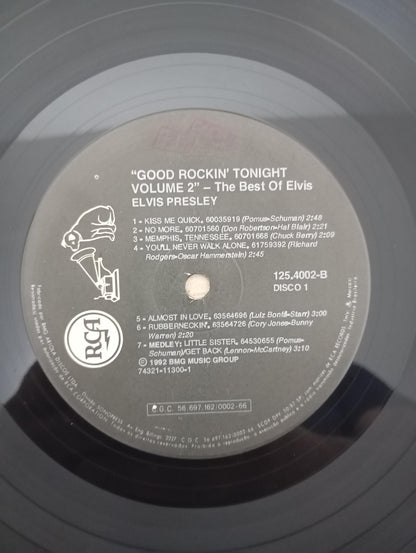 "GOOD ROCKIN' TONIGHT
VOLUME 2" – The Best Of Elvis
ELVIS PRESLEY
1 - KISS ME QUICK, 60035919 (Pomus-Schuman) 2:48
2 - NO MORE, 60701560 (Don Robertson-Hal Blair) 2:21
3 - MEMPHIS, TENNESSEE, 60701668 (Chuck Berry) 2:09
4 - YOU'LL NEVER WALK ALONE, 61759392 (Richard
Rodgers-Oscar Hammerstein) 2:45
125.4002-B
DISCO 1
5 - ALMOST IN LOVE, 63564696 (Luiz Bonfá-Starr) 3:00
6 - RUBBERNECKIN', 63564726 (Cory Jones-Bunny
Warren) 2:20
7 - MEDLEY: LITTLE SISTER, 64530655 (Pomus-
Schuman)/GET BACK (Lennon-McCartney) 3:10
© 1992 BMG MUSIC GROUP
74321-11300-1
RCA
C.G.C. 56.697.162/0002-66